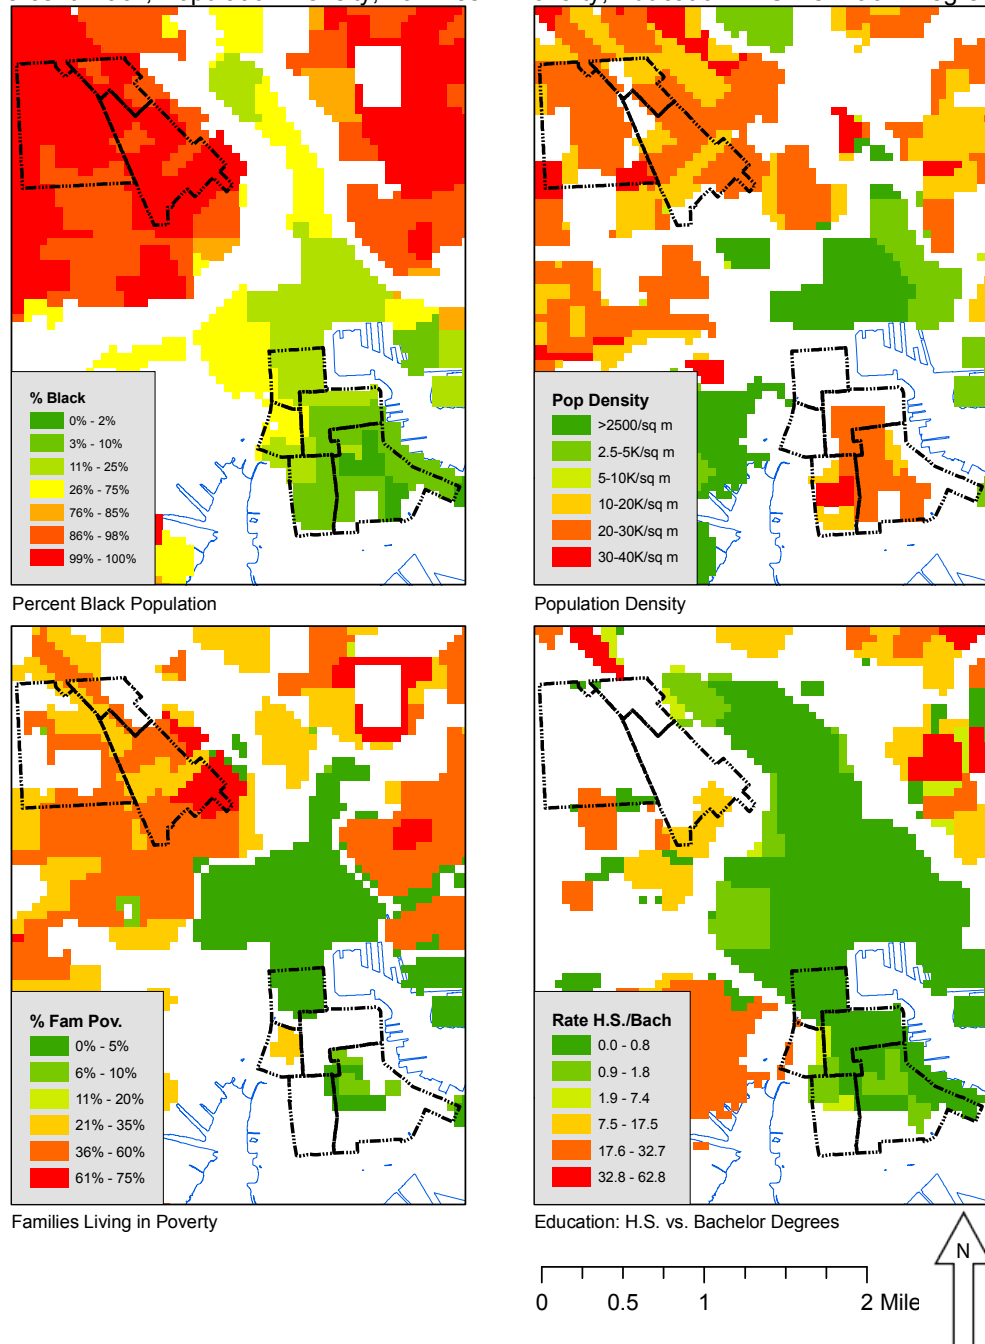 % Black
0% - 2%
3% - 10%
11% - 25%
26% - 75%
76% - 85%
86% - 98%
99% - 100%
Percent Black Population
Pop Density
>2500/sq m
2.5-5K/sq m
5-10K/sq m
10-20K/sq m
20-30K/sq m
30-40K/sq m
Population Density
% Fam Pov.
0% - 5%
6% - 10%
11% - 20%
21% - 35%
36% - 60%
61% - 75%
Families Living in Poverty
Rate H.S./Bach
0.0 - 0.8
0.9 - 1.8
1.9 - 7.4
7.5 - 17.5
17.6 - 32.7
32.8 - 62.8
Education: H.S. vs. Bachelor Degrees
N
0 0.5 1 2 Mile